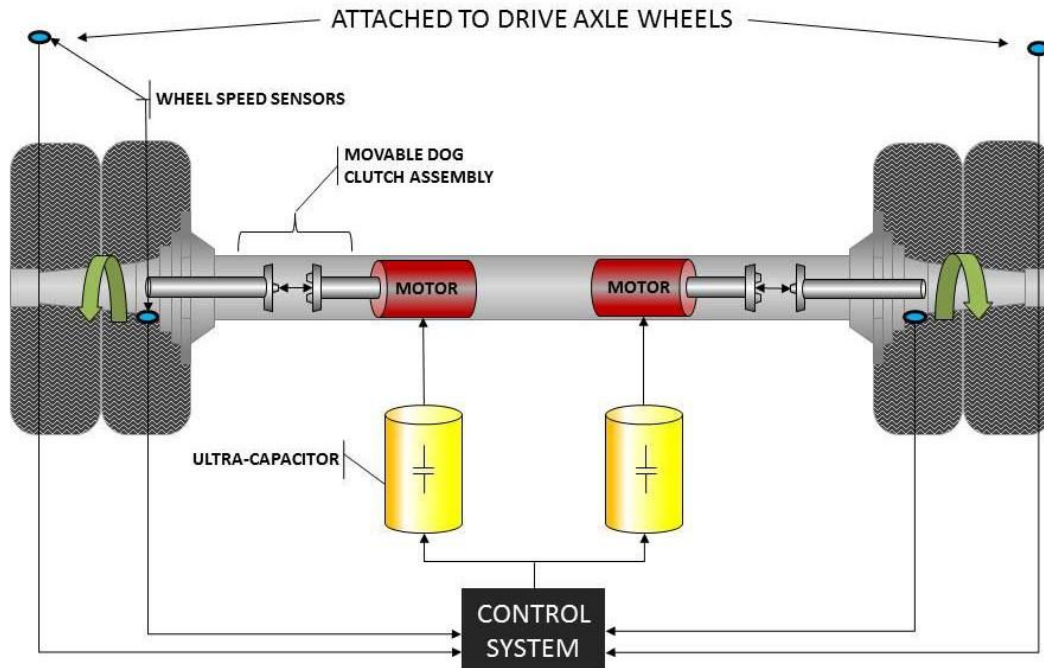 ATTACHED TO DRIVE AXLE WHEELS
WHEEL SPEED SENSORS
MOVABLE DOG
CLUTCH ASSEMBLY
MOTOR
MOTOR
ULTRA-CAPACITOR
CONTROL
SYSTEM